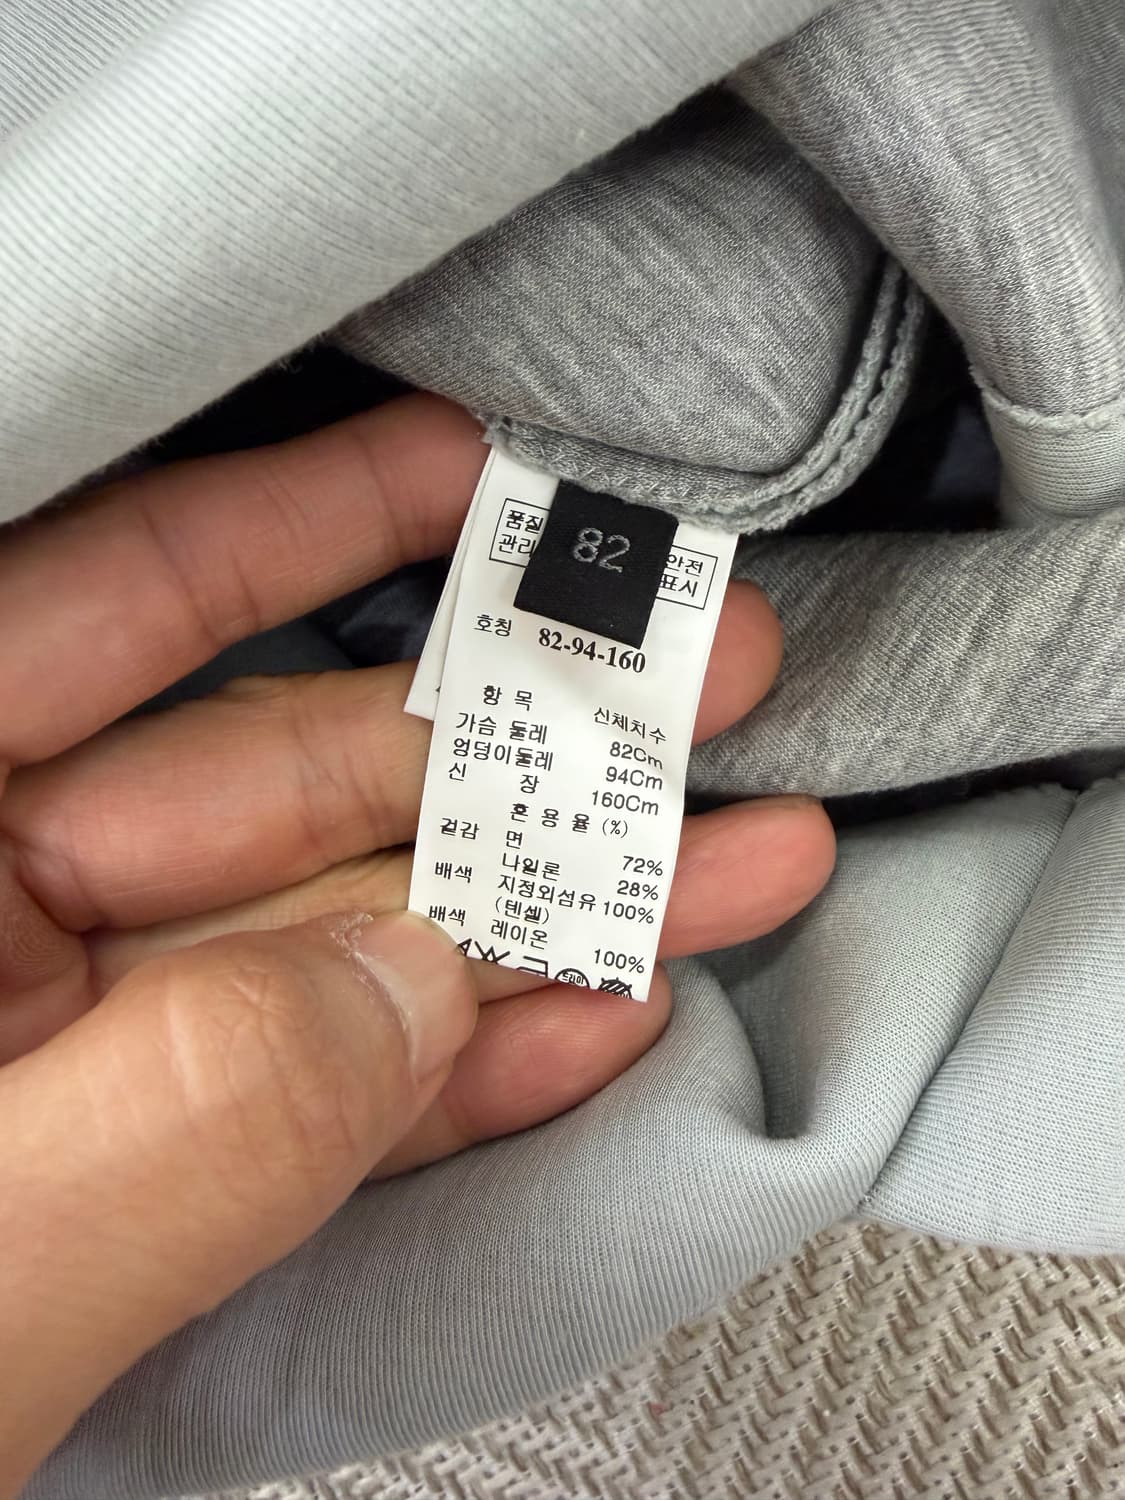 82
품질
관리
안전
표시
호칭 82-94-160
항 목 신체치수
가슴 둘레 82Cm
엉덩이둘레 94Cm
신 장 160Cm
혼 용 율 (%)
겉감 면 72%
나일론 28%
배색 지정외섬유 100%
(텐셀)
배색 레이온 100%
드라이